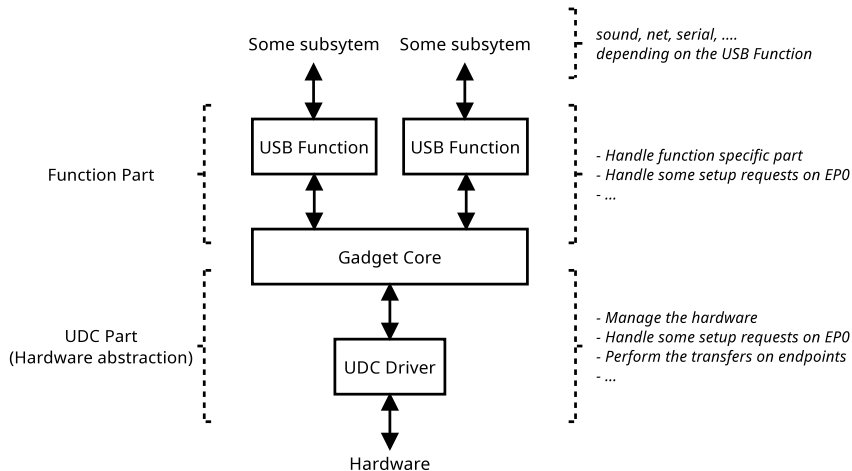 Some subsytem
Some subsytem
sound, net, serial, ....
depending on the USB Function
USB Function
USB Function
Function Part
- Handle function specific part
- Handle some setup requests on EP0
- ...
Gadget Core
UDC Part
(Hardware abstraction)
- Manage the hardware
- Handle some setup requests on EP0
- Perform the transfers on endpoints
- ...
UDC Driver
Hardware